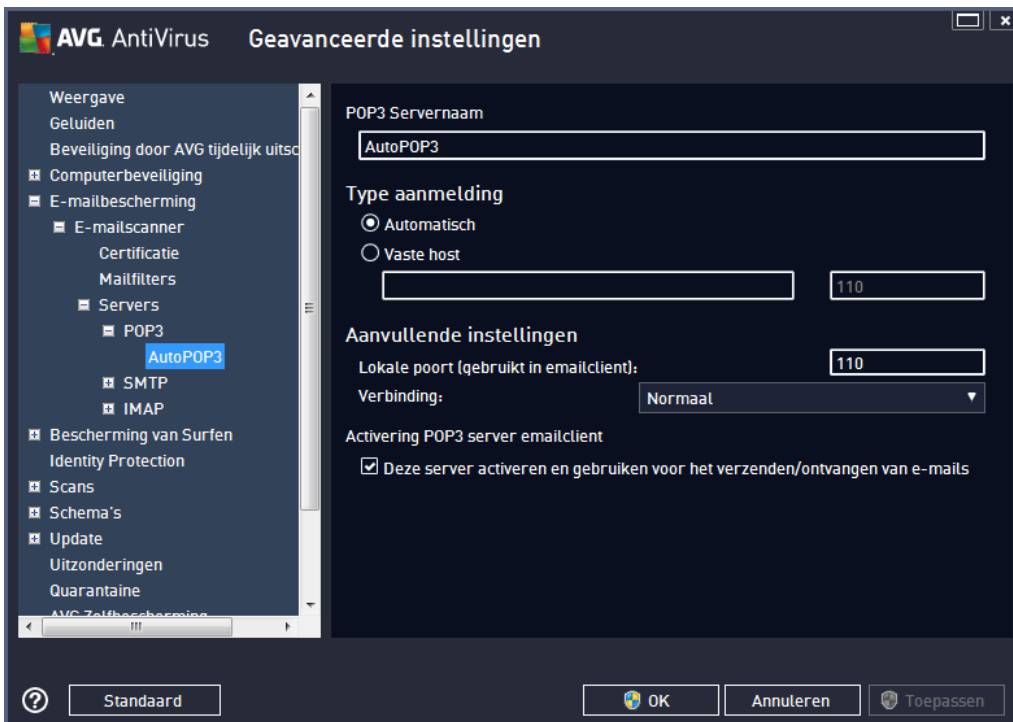 AVG AntiVirus Geavanceerde instellingen
Weergave
Geluiden
Beveiliging door AVG tijdelijk uitsc
Computerbeveiliging
E-mailbescherming
E-mailscanner
Certificatie
Mailfilters
Servers
POP3
AutoPOP3
SMTP
IMAP
Bescherming van Surfen
Identity Protection
Scans
Schema's
Update
Uitzonderingen
Quarantaine
AVG Zelfbescherming
POP3 Servernaam
AutoPOP3
Type aanmelding
Automatisch
Vaste host
110
Aanvullende instellingen
Lokale poort (gebruikt in emailclient): 110
Verbinding: Normaal
Activering POP3 server emailclient
Deze server activeren en gebruiken voor het verzenden/ontvangen van e-mails
Standaard OK Annuleren Toepassen